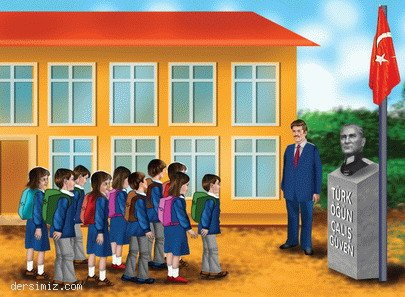 TÜRK
ÖĞÜN
ÇALIŞ
GÜVEN
dersimiz.com